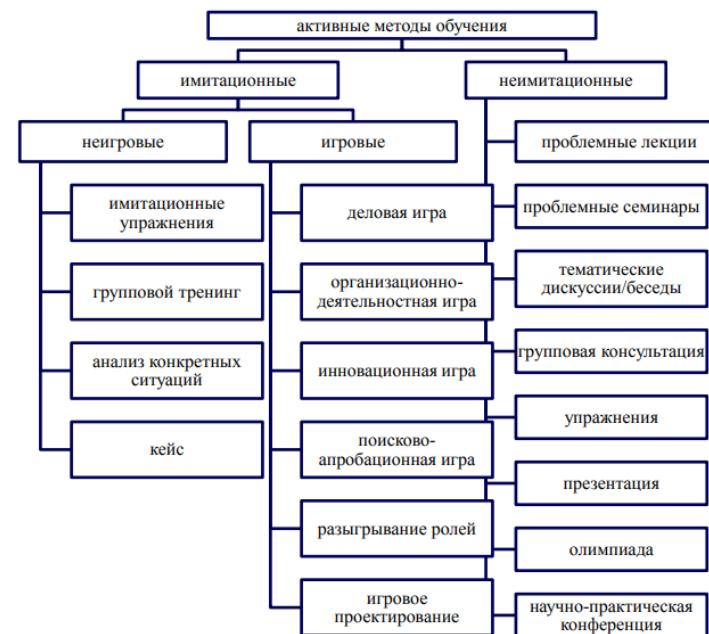 активные методы обучения
имитационные
неимитационные
неигровые
игровые
проблемные лекции
имитационные
упражнения
деловая игра
проблемные семинары
групповой тренинг
организационно-
деятельностная игра
тематические
дискуссии/беседы
анализ конкретных
ситуаций
инновационная игра
групповая консультация
кейс
поисково-
апробационная игра
упражнения
презентация
разыгрывание ролей
олимпиада
игровое
проектирование
научно-практическая
конференция